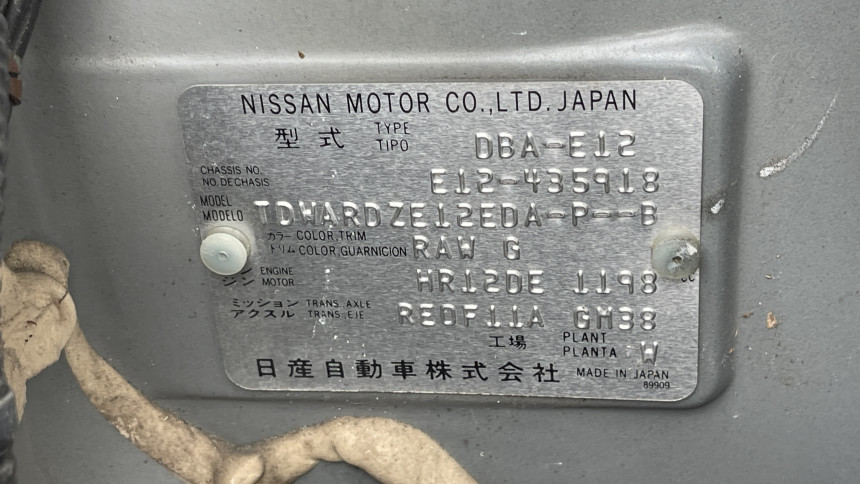 NISSAN MOTOR CO.,LTD. JAPAN
型式 TYPE TIPO DBA-E12
CHASSIS NO. NO. DECHASIS E12-435918
MODEL MODELO TDWARDZE12EDA-P--B
カラー COLOR,TRIM
トリム COLOR,GUARNICION RAW G
ENGINE
ジン MOTOR HR12DE 1198 cc
ミッション TRANS., AXLE
アクスル TRANS., EJE RE0F11A GM38
工場 PLANT PLANTA W
日産自動車株式会社 MADE IN JAPAN
89909